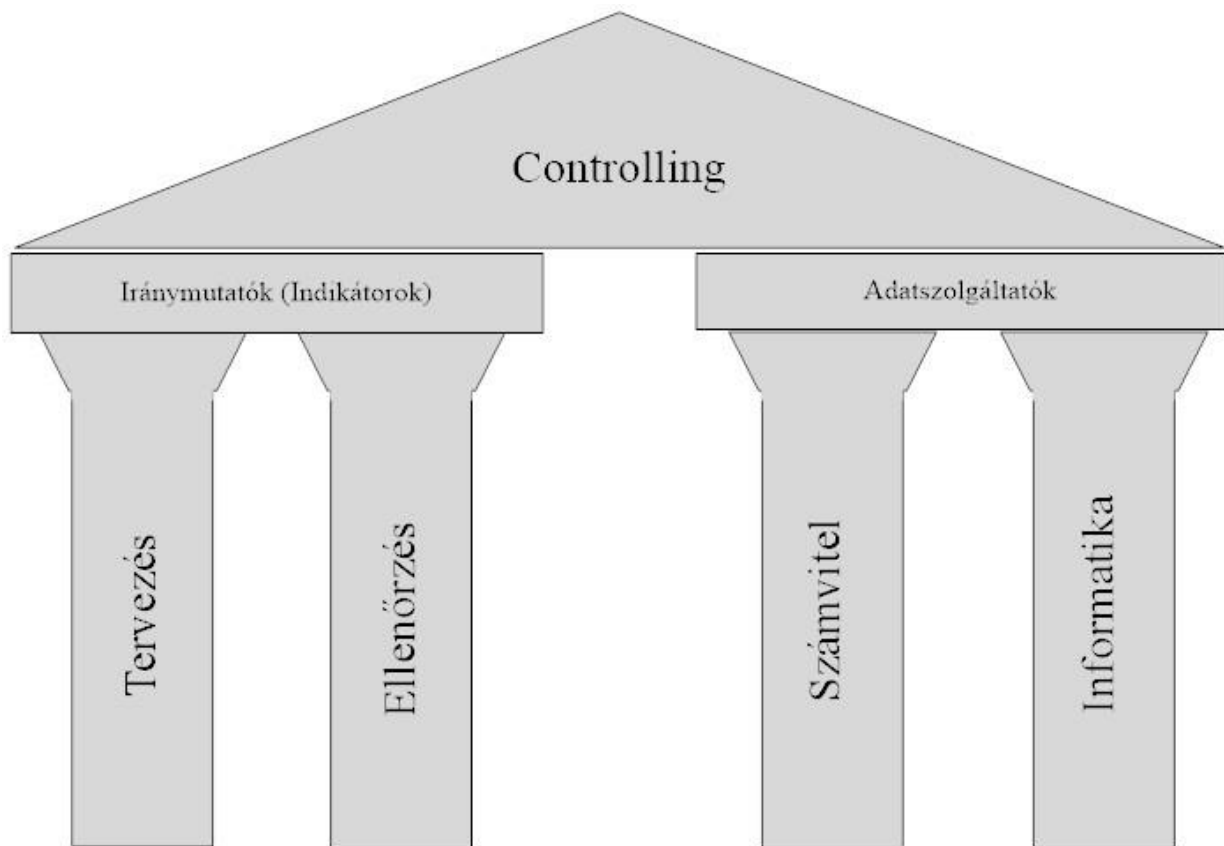 Controlling
Iránymutatók (Indikátorok)
Adatszolgáltatók
Tervezés
Ellenőrzés
Számvitel
Informatika